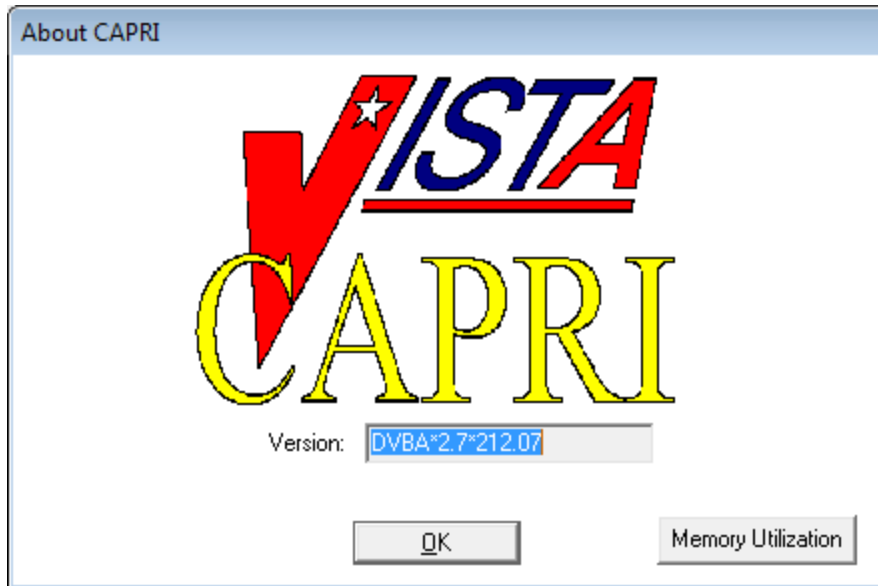 About CAPRI
VISTA
CAPRI
Version: DVBA*2.7*212.07
OK
Memory Utilization